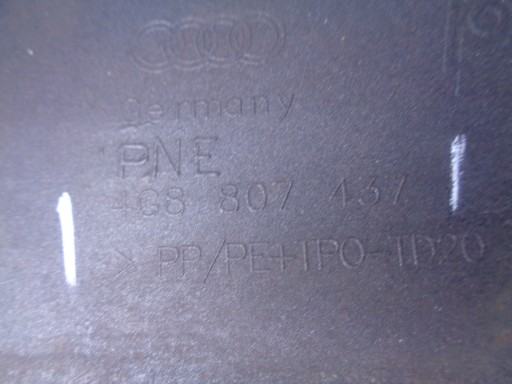 Germany
PNE
4G8 807 437
> PP/PE+TPO-TD20